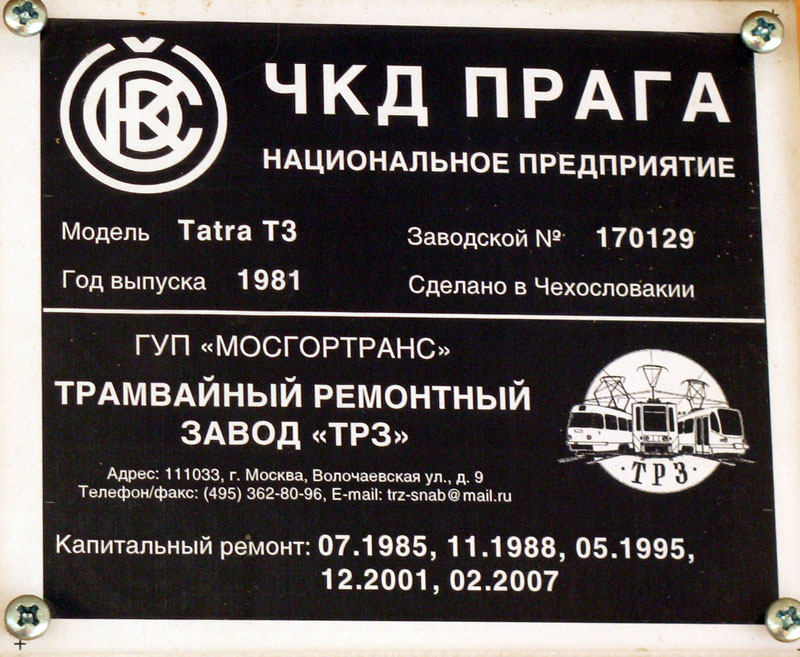 ČKD
ЧКД ПРАГА
НАЦИОНАЛЬНОЕ ПРЕДПРИЯТИЕ
Модель Tatra T3 Заводской № 170129
Год выпуска 1981 Сделано в Чехословакии
ГУП «МОСГОРТРАНС»
ТРАМВАЙНЫЙ РЕМОНТНЫЙ
ЗАВОД «ТРЗ»
ТРЗ
Адрес: 111033, г. Москва, Волочаевская ул., д. 9
Телефон/факс: (495) 362-80-96, E-mail: trz-snab@mail.ru
Капитальный ремонт: 07.1985, 11.1988, 05.1995,
12.2001, 02.2007